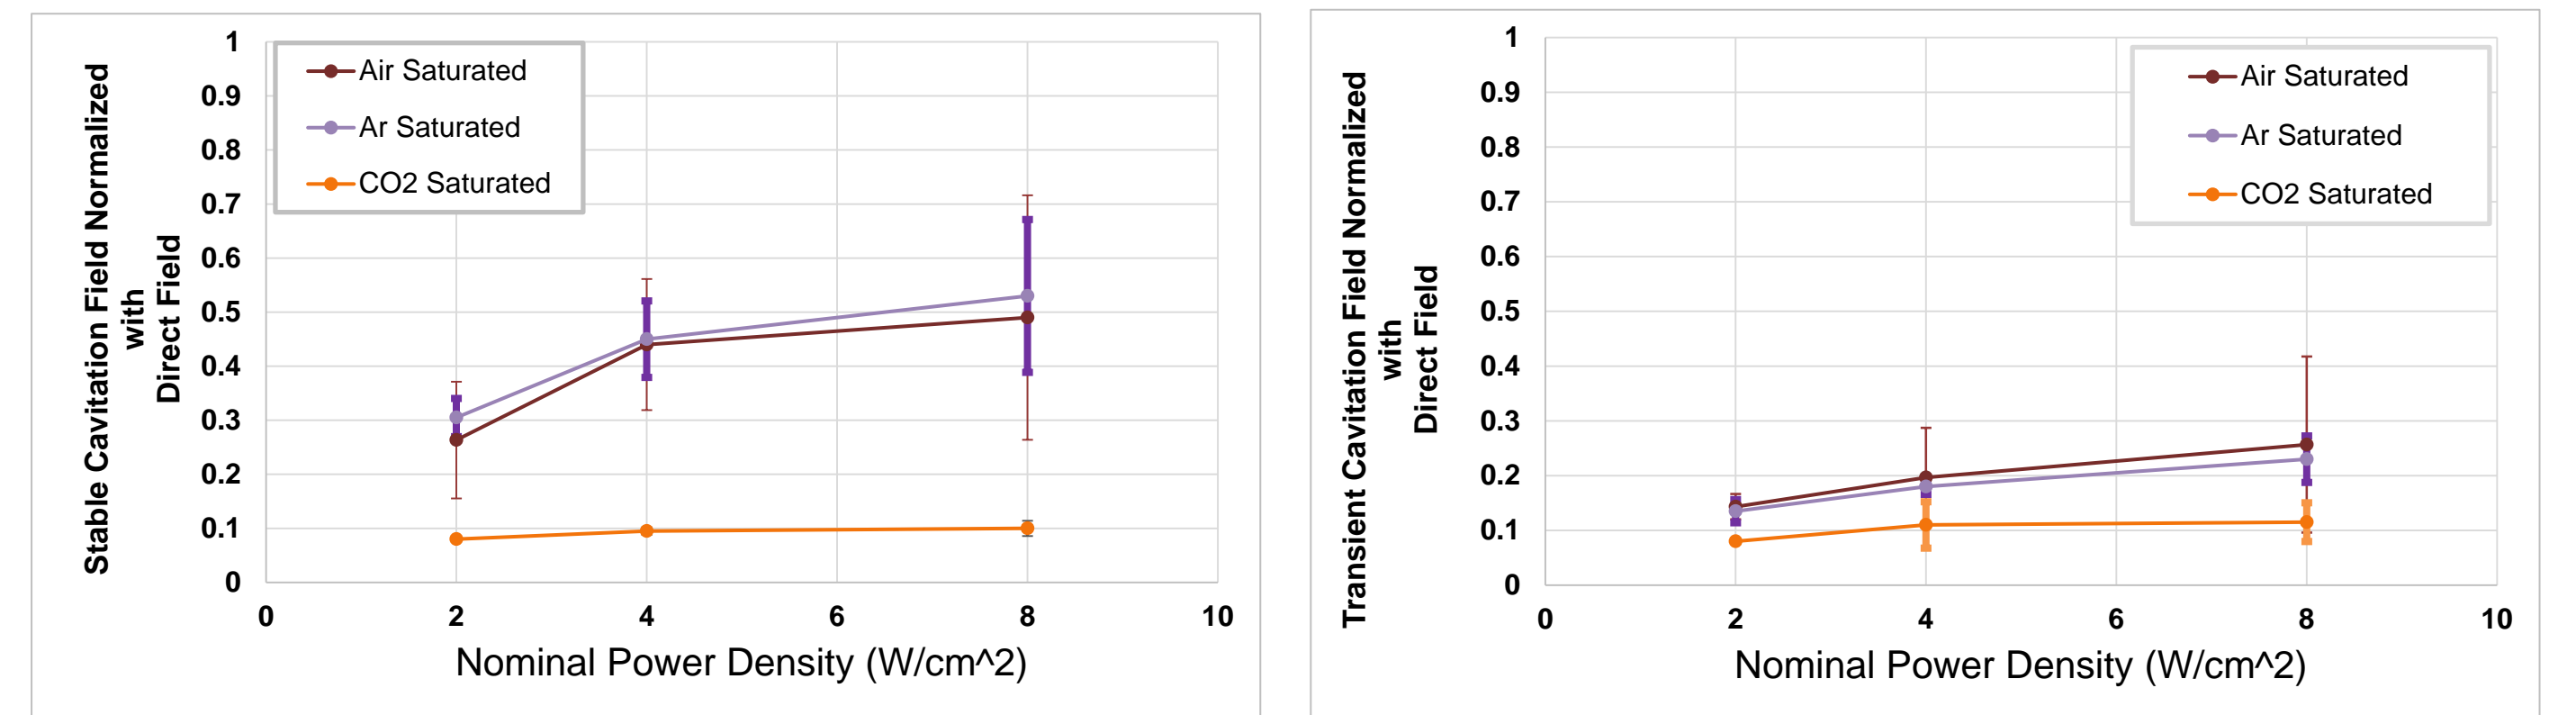 Stable Cavitation Field Normalized
with
Direct Field
1
0.9
0.8
0.7
0.6
0.5
0.4
0.3
0.2
0.1
0
Air Saturated
Ar Saturated
CO2 Saturated
0 2 4 6 8 10
Nominal Power Density (W/cm^2)
Transient Cavitation Field Normalized
with
Direct Field
1
0.9
0.8
0.7
0.6
0.5
0.4
0.3
0.2
0.1
0
Air Saturated
Ar Saturated
CO2 Saturated
0 2 4 6 8 10
Nominal Power Density (W/cm^2)